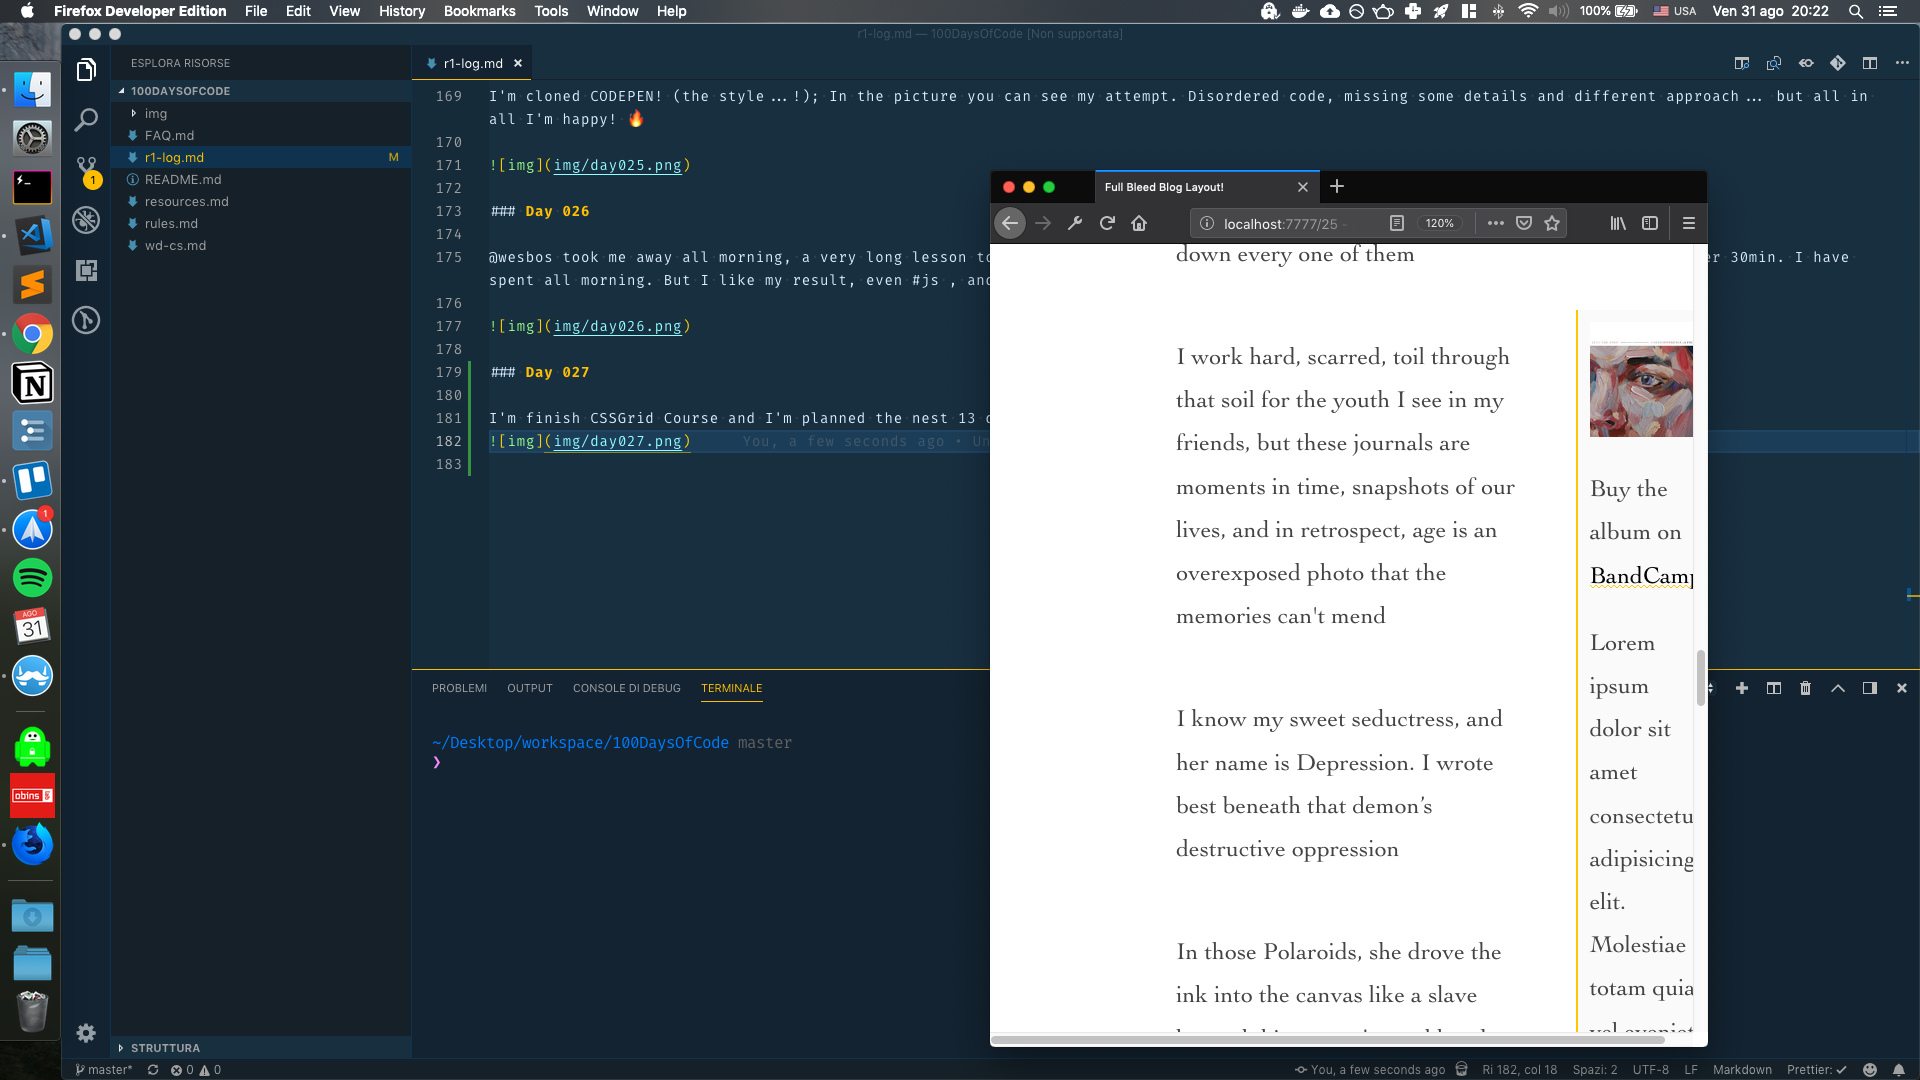 Firefox Developer Edition File Edit View History Bookmarks Tools Window Help
100% USA Ven 31 ago 20:22
r1-log.md — 100DaysOfCode [Non supportata]
ESPLORA RISORSE
100DAYSOFCODE
img
FAQ.md
r1-log.md M
README.md
resources.md
rules.md
wd-cs.md
STRUTTURA
1
r1-log.md
169 I'm cloned CODEPEN! (the style...!); In the picture you can see my attempt. Disordered code, missing some details and different approach... but all in
all I'm happy! 🔥
170
171 ![img](img/day025.png)
172
173 ### Day 026
174
175 @wesbos took me away all morning, a very long lesson to
30min. I have
spent all morning. But I like my result, even #js , and
176
177 ![img](img/day026.png)
178
179 ### Day 027
180
181 I'm finish CSSGrid Course and I'm planned the nest 13
182 ![img](img/day027.png) You, a few seconds ago • Un
183
PROBLEMI OUTPUT CONSOLE DI DEBUG TERMINALE
~/Desktop/workspace/100DaysOfCode master
❯
Full Bleed Blog Layout!
localhost:7777/25 -
120%
down every one of them
I work hard, scarred, toil through
that soil for the youth I see in my
friends, but these journals are
moments in time, snapshots of our
lives, and in retrospect, age is an
overexposed photo that the
memories can't mend
I know my sweet seductress, and
her name is Depression. I wrote
best beneath that demon’s
destructive oppression
In those Polaroids, she drove the
ink into the canvas like a slave
Buy the
album on
BandCamp
Lorem
ipsum
dolor sit
amet
consectetu
adipisicing
elit.
Molestiae
totam quia
1
AGO
31
obins
master* 0 0
You, a few seconds ago Ri 182, col 18 Spazi: 2 UTF-8 LF Markdown Prettier: ✓